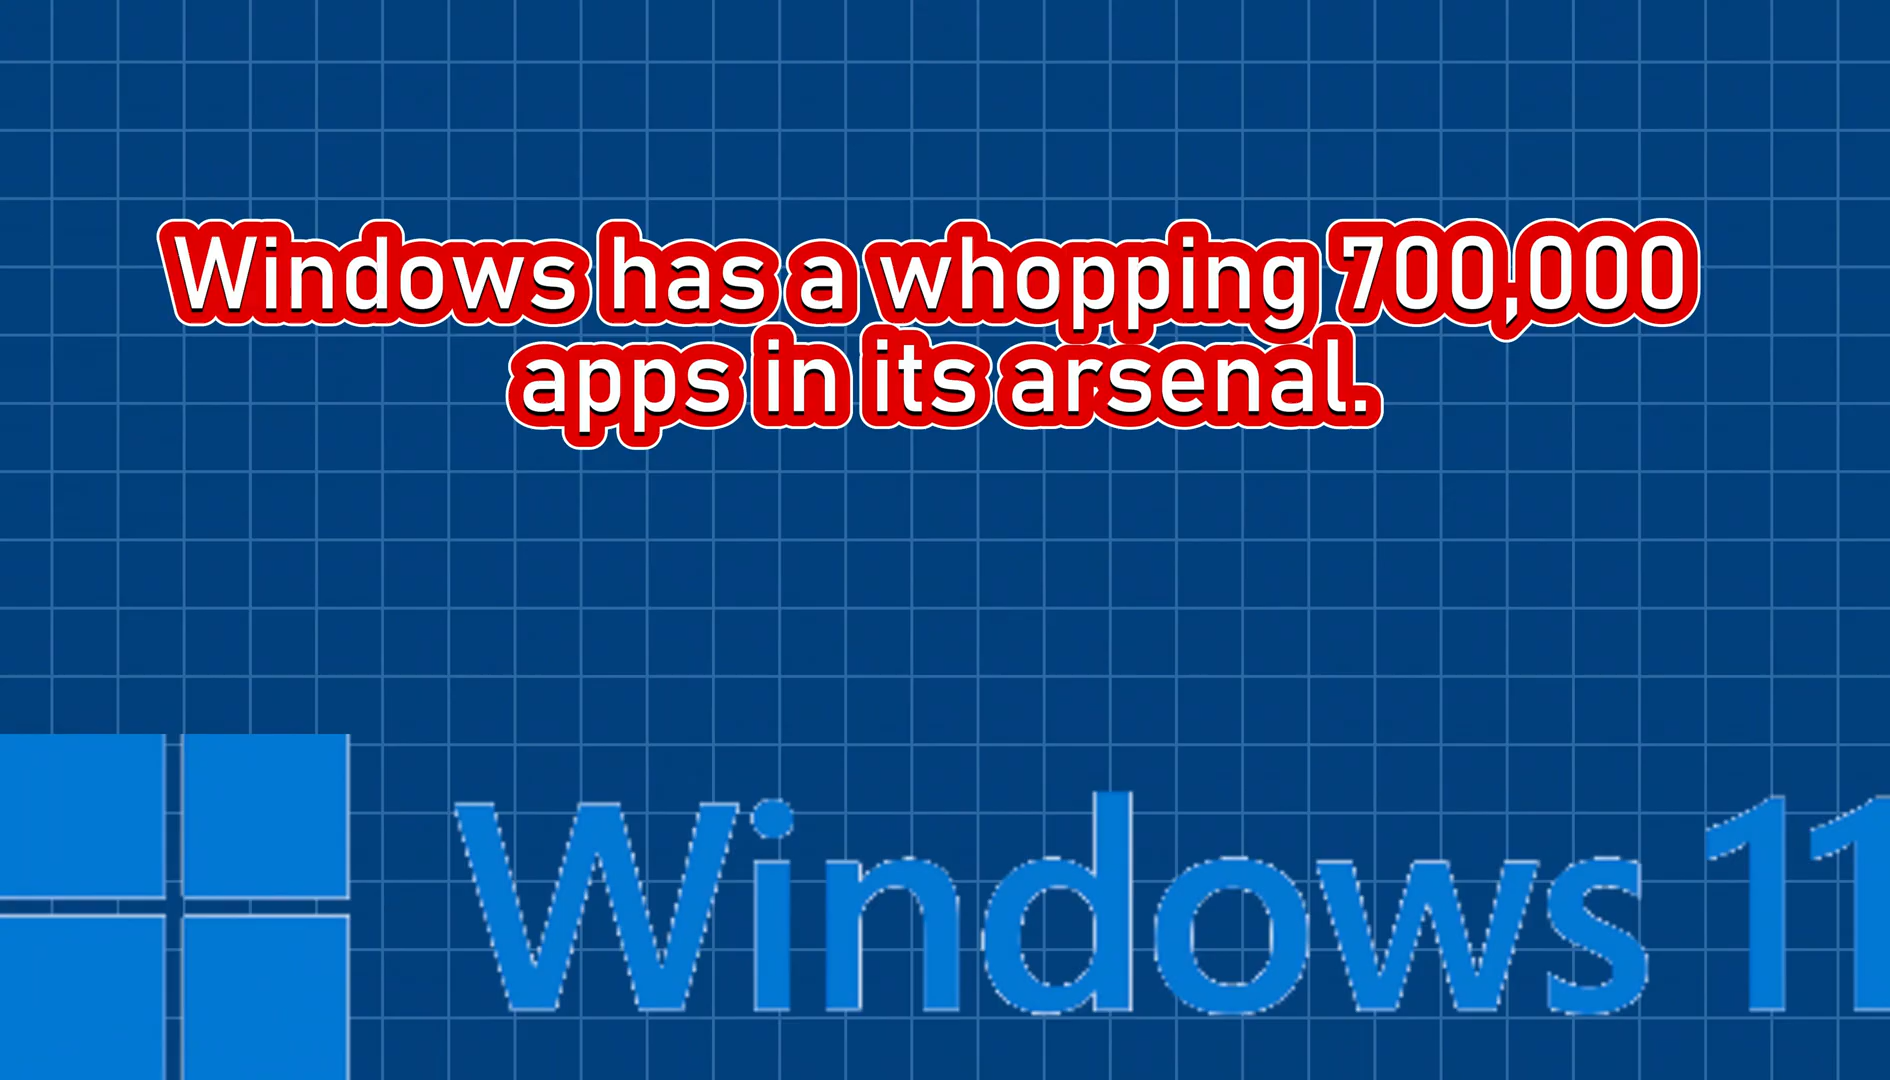 Windows has a whopping 700,000
apps in its arsenal.
Windows 11